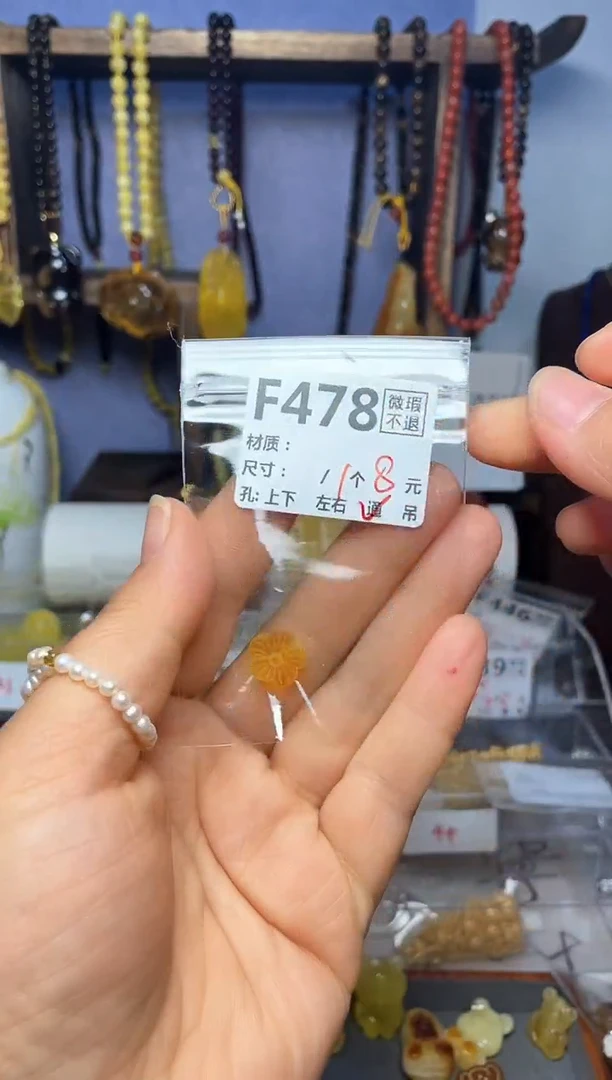 F478 微瑕
不退
材质：
尺寸： / 1个 8元
孔: 上下 左右 通 ✓ 吊